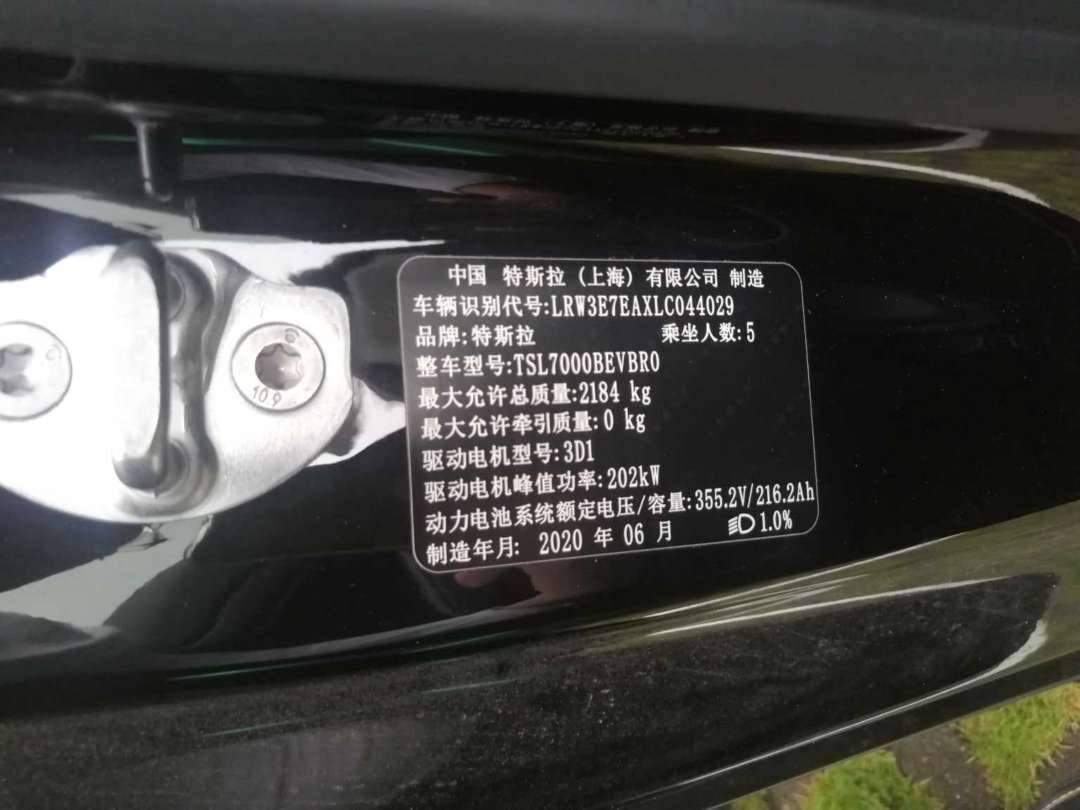 中国 特斯拉（上海）有限公司 制造
车辆识别代号:LRW3E7EAXLC044029
品牌:特斯拉 乘坐人数:5
整车型号:TSL7000BEVBR0
最大允许总质量:2184 kg
最大允许牵引质量:0 kg
驱动电机型号:3D1
驱动电机峰值功率:202kW
动力电池系统额定电压/容量:355.2V/216.2Ah
制造年月: 2020 年 06 月 1.0%
109